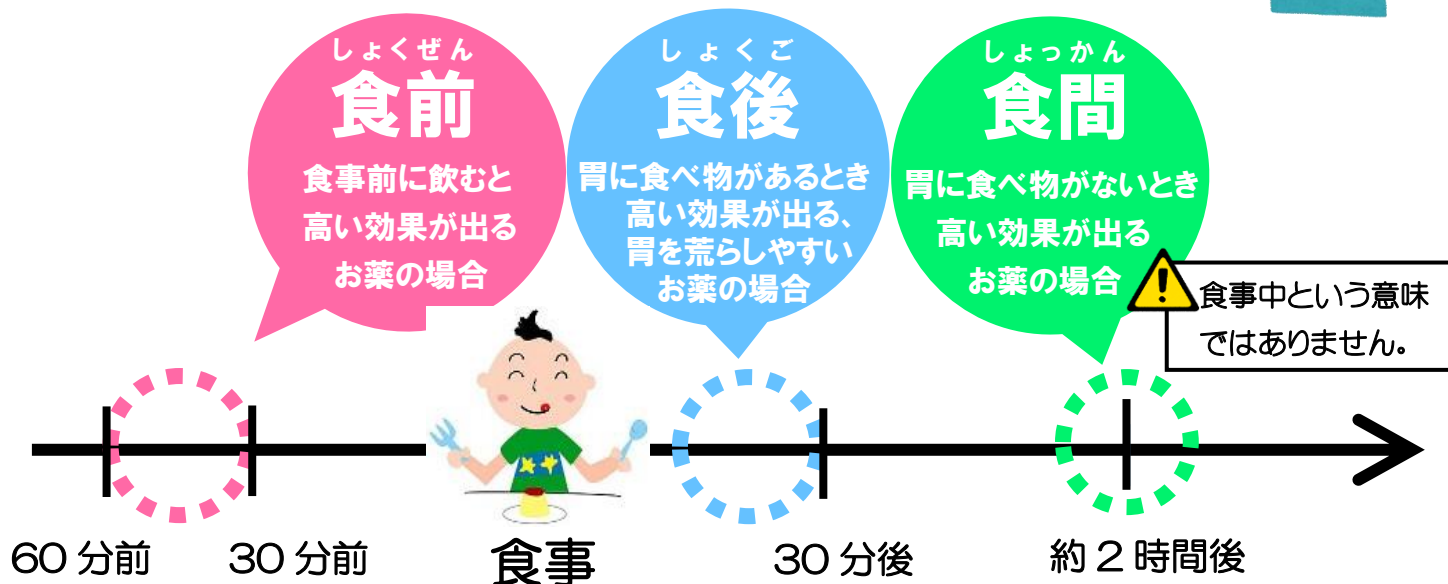 しょくぜん
食前
食事前に飲むと
高い効果が出る
お薬の場合
しょくご
食後
胃に食べ物があるとき
高い効果が出る、
胃を荒らしやすい
お薬の場合
しょっかん
食間
胃に食べ物がないとき
高い効果が出る
お薬の場合
食事中という意味
ではありません。
60分前
30分前
食事
30分後
約2時間後